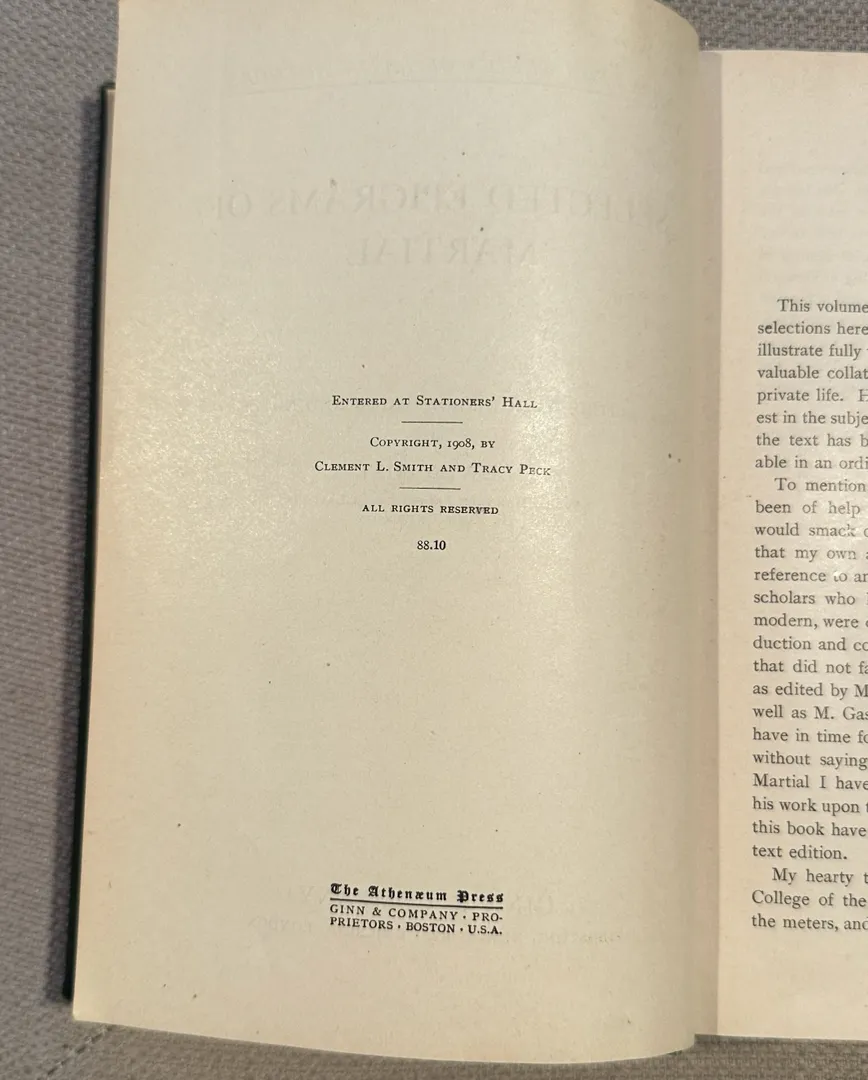 ENTERED AT STATIONERS' HALL
COPYRIGHT, 1908, BY
CLEMENT L. SMITH AND TRACY PECK
ALL RIGHTS RESERVED
88.10
The Athenæum Press
GINN & COMPANY · PRO-
PRIETORS · BOSTON · U.S.A.
This volume
selections here
illustrate fully
valuable collat
private life.
est in the subje
the text has b
able in an ordi
To mention
been of help
would smack
that my own
reference to an
scholars who
modern, were
duction and co
that did not fa
as edited by M
well as M. Gas
have in time fo
without saying
Martial I have
his work upon t
this book have
text edition.
My hearty t
College of the
the meters, and